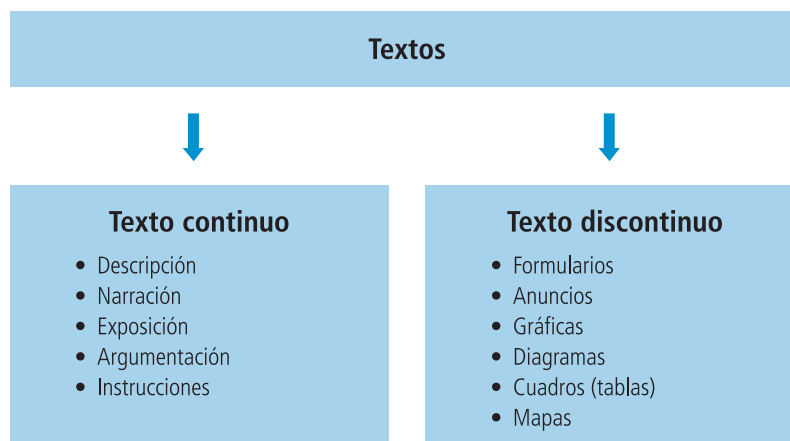 Textos
Texto continuo
• Descripción
• Narración
• Exposición
• Argumentación
• Instrucciones
Texto discontinuo
• Formularios
• Anuncios
• Gráficas
• Diagramas
• Cuadros (tablas)
• Mapas